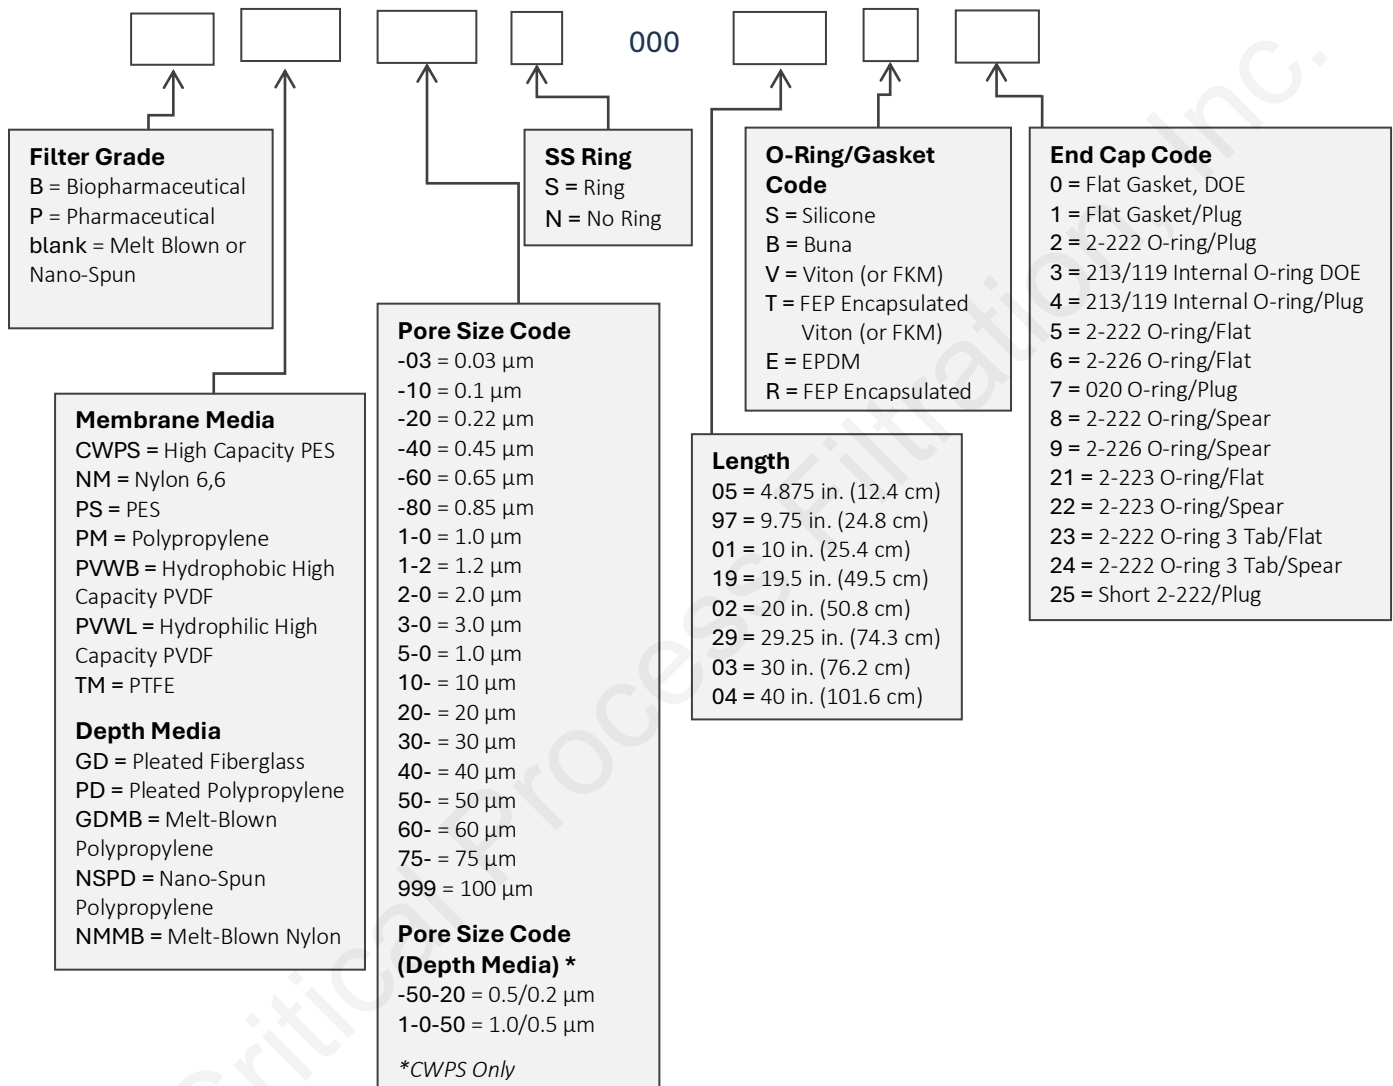 000
Filter Grade
B = Biopharmaceutical
P = Pharmaceutical
blank = Melt Blown or
Nano-Spun
Membrane Media
CWPS = High Capacity PES
NM = Nylon 6,6
PS = PES
PM = Polypropylene
PVWB = Hydrophobic High
Capacity PVDF
PVWL = Hydrophilic High
Capacity PVDF
TM = PTFE
Depth Media
GD = Pleated Fiberglass
PD = Pleated Polypropylene
GDMB = Melt-Blown
Polypropylene
NSPD = Nano-Spun
Polypropylene
NMMB = Melt-Blown Nylon
Pore Size Code
-03 = 0.03 µm
-10 = 0.1 µm
-20 = 0.22 µm
-40 = 0.45 µm
-60 = 0.65 µm
-80 = 0.85 µm
1-0 = 1.0 µm
1-2 = 1.2 µm
2-0 = 2.0 µm
3-0 = 3.0 µm
5-0 = 1.0 µm
10- = 10 µm
20- = 20 µm
30- = 30 µm
40- = 40 µm
50- = 50 µm
60- = 60 µm
75- = 75 µm
999 = 100 µm
Pore Size Code
(Depth Media) *
-50-20 = 0.5/0.2 µm
1-0-50 = 1.0/0.5 µm
*CWPS Only
SS Ring
S = Ring
N = No Ring
Length
05 = 4.875 in. (12.4 cm)
97 = 9.75 in. (24.8 cm)
01 = 10 in. (25.4 cm)
19 = 19.5 in. (49.5 cm)
02 = 20 in. (50.8 cm)
29 = 29.25 in. (74.3 cm)
03 = 30 in. (76.2 cm)
04 = 40 in. (101.6 cm)
O-Ring/Gasket
Code
S = Silicone
B = Buna
V = Viton (or FKM)
T = FEP Encapsulated
Viton (or FKM)
E = EPDM
R = FEP Encapsulated
End Cap Code
0 = Flat Gasket, DOE
1 = Flat Gasket/Plug
2 = 2-222 O-ring/Plug
3 = 213/119 Internal O-ring DOE
4 = 213/119 Internal O-ring/Plug
5 = 2-222 O-ring/Flat
6 = 2-226 O-ring/Flat
7 = 020 O-ring/Plug
8 = 2-222 O-ring/Spear
9 = 2-226 O-ring/Spear
21 = 2-223 O-ring/Flat
22 = 2-223 O-ring/Spear
23 = 2-222 O-ring 3 Tab/Flat
24 = 2-222 O-ring 3 Tab/Spear
25 = Short 2-222/Plug
Critical Process Filtration, Inc.